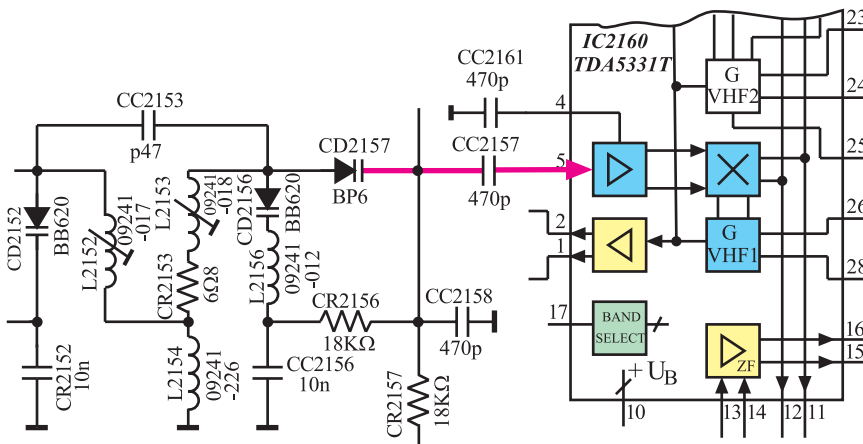 CC2161
470p
IC2160
TDA5331T
23
G
VHF2
4
24
CC2153
p47
CD2157
BP6
CC2157
470p
5
25
CD2152
BB620
L2152
09241
-017
L2153
09241
-018
CD2156
BB620
2
1
26
G
VHF1
28
CR2153
6Ω8
L2156
09241
-012
CR2156
18KΩ
CC2158
470p
17
BAND
SELECT
16
15
ZF
CR2152
10n
L2154
09241
-226
CC2156
10n
CR2157
18KΩ
+UB
10
13
14
12
11